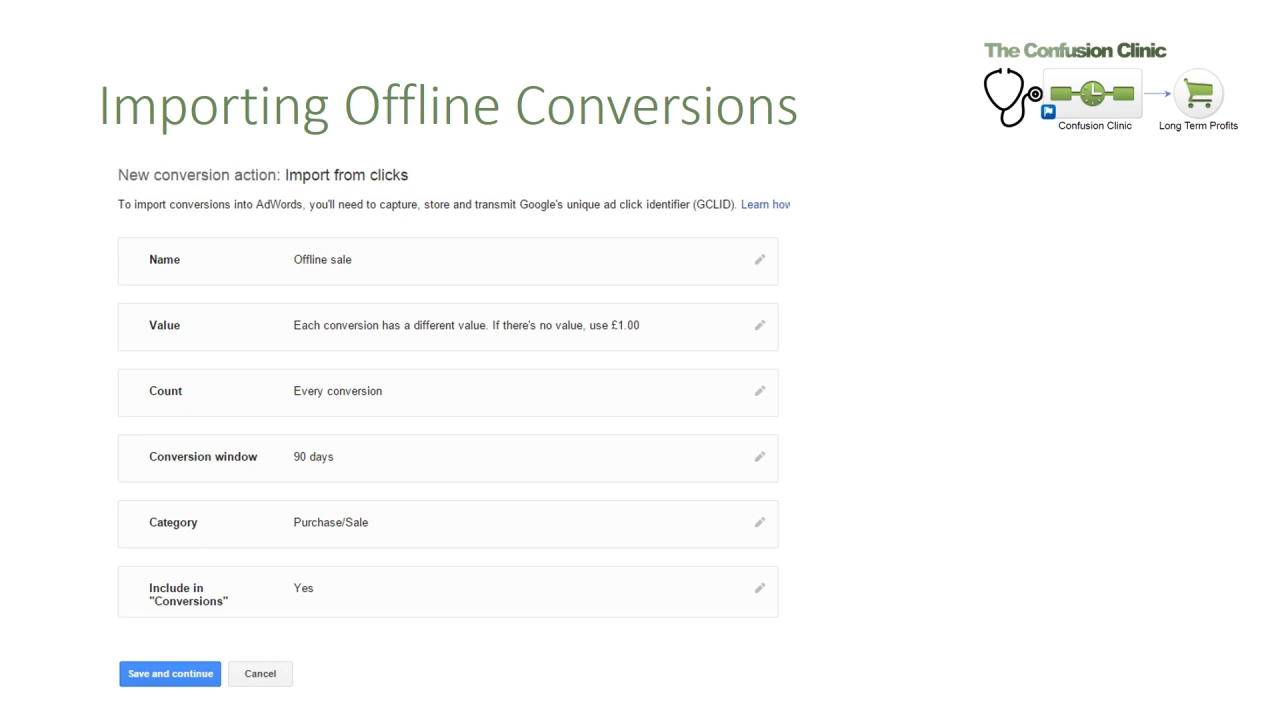 The Confusion Clinic
Importing Offline Conversions
Confusion Clinic
Long Term Profits
New conversion action: Import from clicks
To import conversions into AdWords, you'll need to capture, store and transmit Google's unique ad click identifier (GCLID). Learn how
Name Offline sale
Value Each conversion has a different value. If there's no value, use £1.00
Count Every conversion
Conversion window 90 days
Category Purchase/Sale
Include in Yes
"Conversions"
Save and continue Cancel